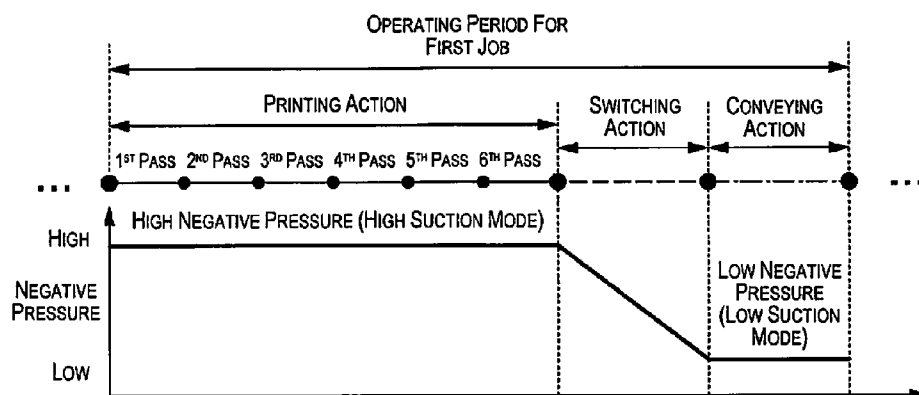 OPERATING PERIOD FOR
FIRST JOB
PRINTING ACTION
SWITCHING
ACTION
CONVEYING
ACTION
1ST PASS 2ND PASS 3RD PASS 4TH PASS 5TH PASS 6TH PASS
... ...
HIGH NEGATIVE PRESSURE (HIGH SUCTION MODE)
HIGH
NEGATIVE
PRESSURE
LOW
LOW NEGATIVE
PRESSURE
(LOW SUCTION
MODE)